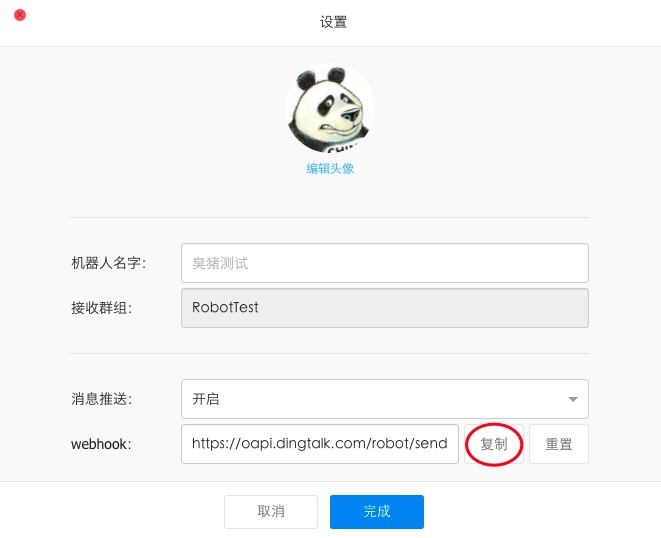 设置
编辑头像
机器人名字:
臭猪测试
接收群组:
RobotTest
消息推送:
开启
webhook:
https://oapi.dingtalk.com/robot/send
复制
重置
取消
完成